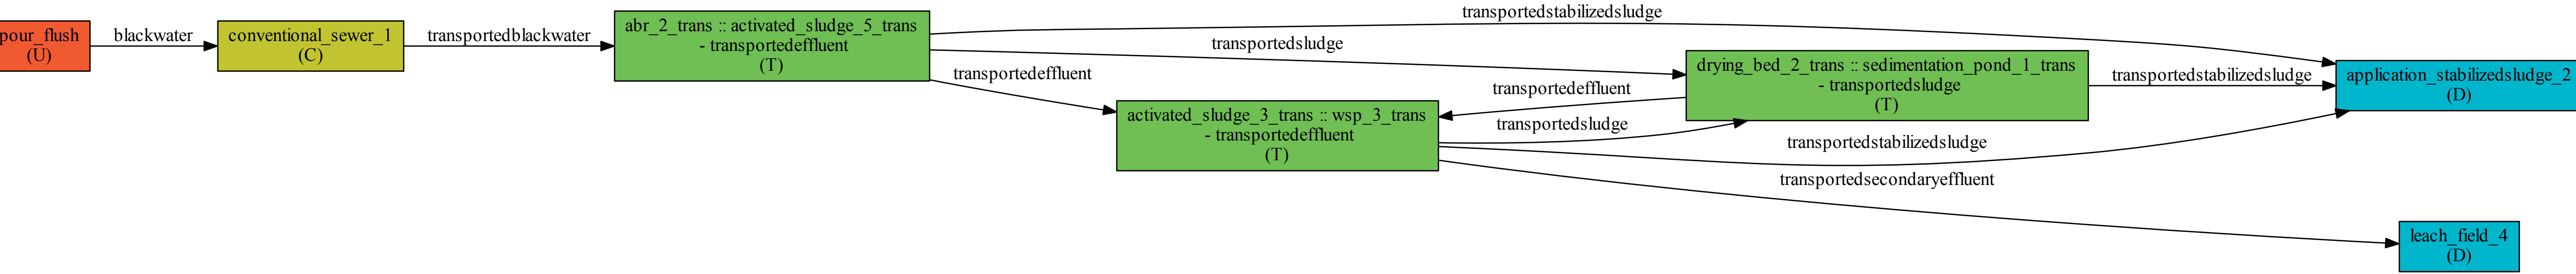 pour_flush
(U)
blackwater
conventional_sewer_1
(C)
transportedblackwater
abr_2_trans :: activated_sludge_5_trans
- transportedeffluent
(T)
transportedstabilizedsludge
transportedsludge
transportedeffluent
activated_sludge_3_trans :: wsp_3_trans
- transportedeffluent
(T)
transportedeffluent
transportedsludge
transportedstabilizedsludge
transportedsecondaryeffluent
drying_bed_2_trans :: sedimentation_pond_1_trans
- transportedsludge
(T)
transportedstabilizedsludge
application_stabilizedsludge_2
(D)
leach_field_4
(D)